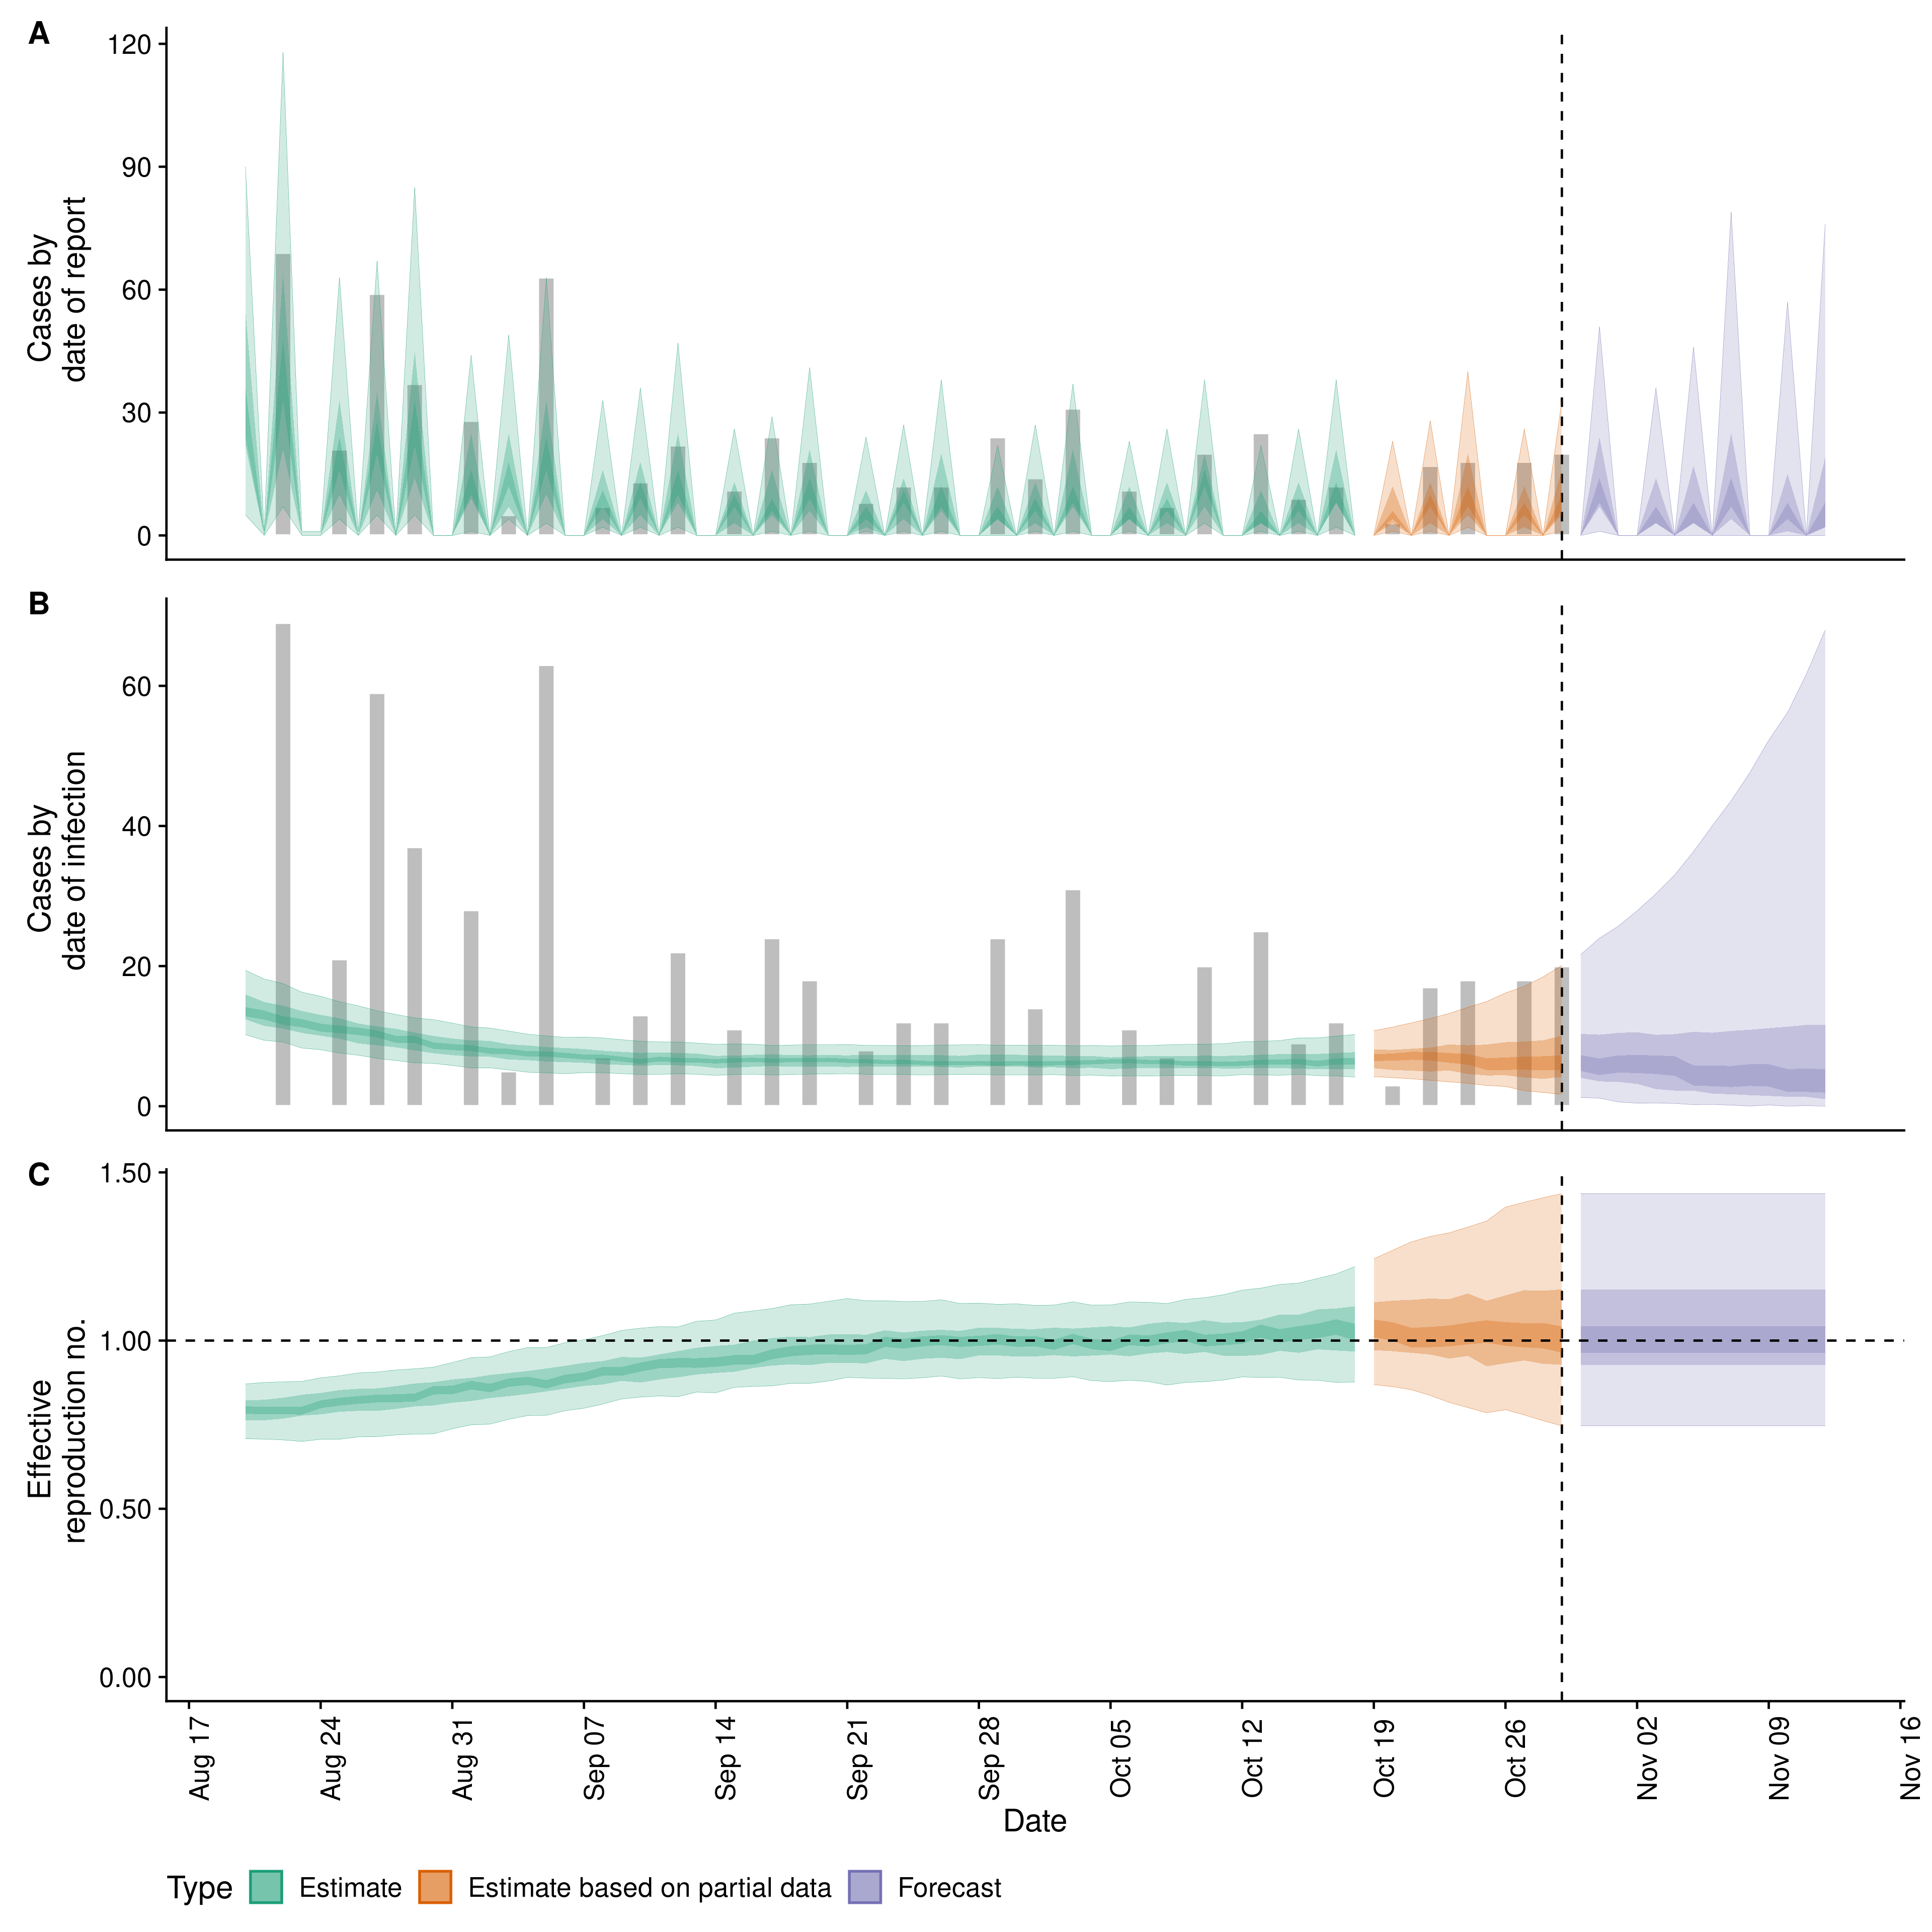 A
Cases by
date of report
120
90
60
30
0
B
Cases by
date of infection
60
40
20
0
C
Effective
reproduction no.
1.50
1.00
0.50
0.00
Aug 17
Aug 24
Aug 31
Sep 07
Sep 14
Sep 21
Sep 28
Oct 05
Oct 12
Oct 19
Oct 26
Nov 02
Nov 09
Nov 16
Date
Type Estimate Estimate based on partial data Forecast